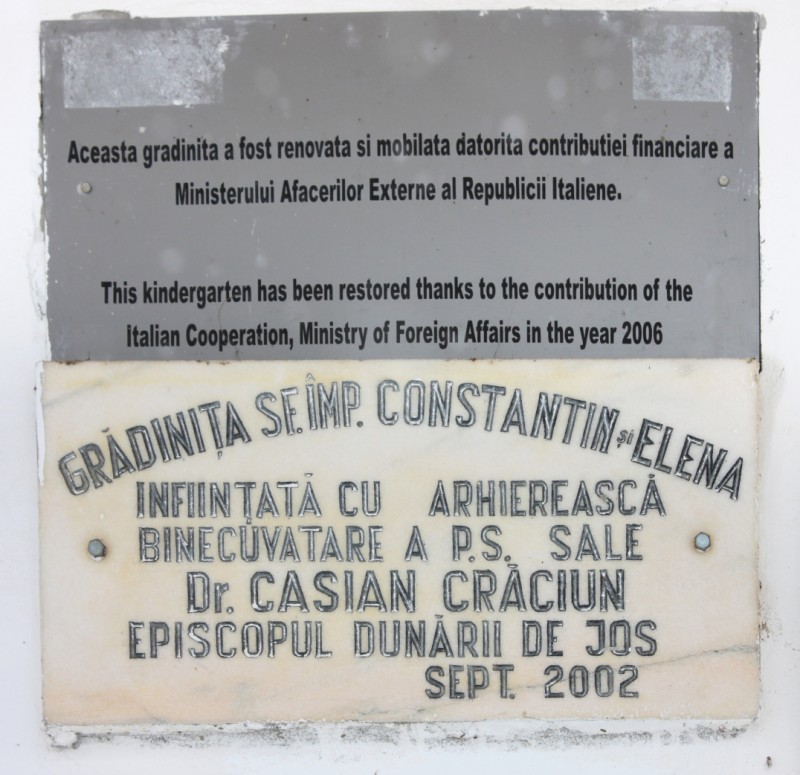 Aceasta gradinita a fost renovata si mobilata datorita contributiei financiare a
Ministerului Afacerilor Externe al Republicii Italiene.
This kindergarten has been restored thanks to the contribution of the
Italian Cooperation, Ministry of Foreign Affairs in the year 2006
GRĂDINIȚA SF. ÎMP. CONSTANTIN și ELENA
INFIINȚATĂ CU ARHIEREASCĂ
BINECUVATARE A P.S. SALE
Dr. CASIAN CRĂCIUN
EPISCOPUL DUNĂRII DE JOS
SEPT. 2002